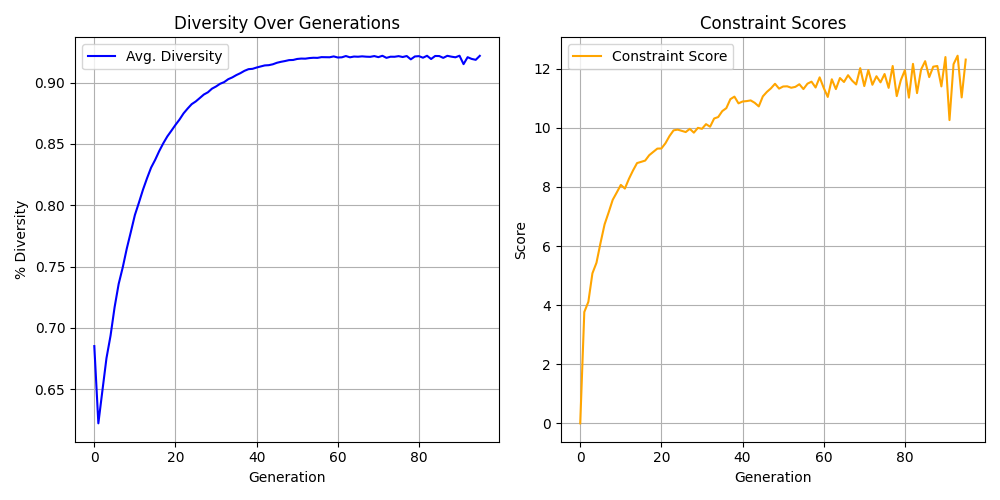 Diversity Over Generations
Avg. Diversity
% Diversity
0.90
0.85
0.80
0.75
0.70
0.65
0 20 40 60 80
Generation
Constraint Scores
Constraint Score
Score
12
10
8
6
4
2
0
0 20 40 60 80
Generation